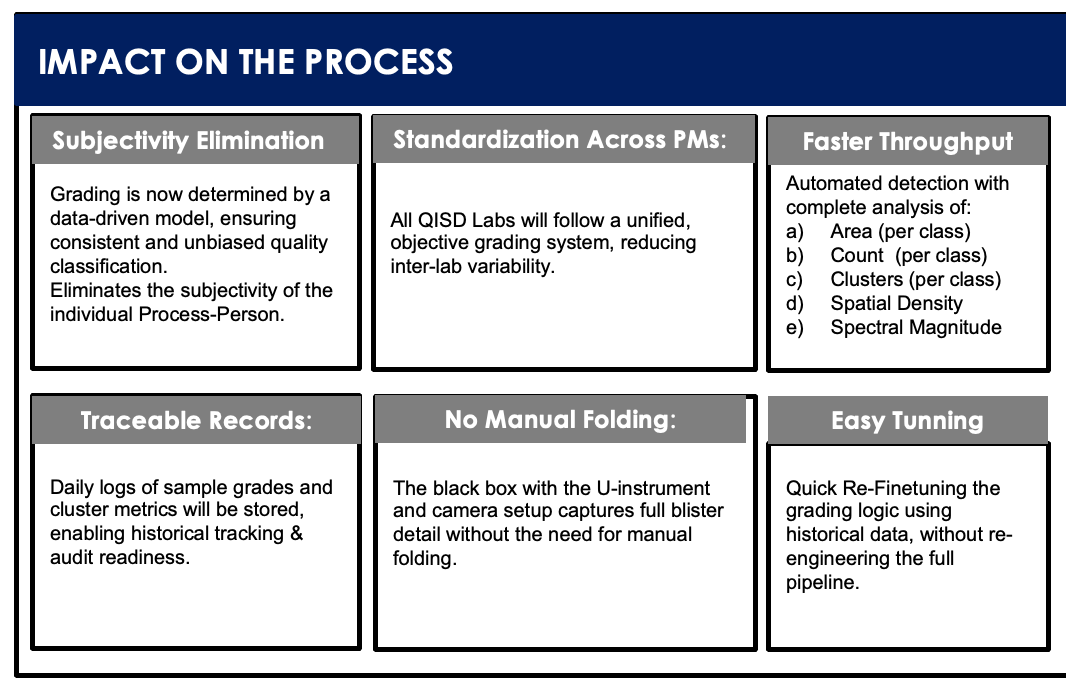 IMPACT ON THE PROCESS
Subjectivity Elimination
Grading is now determined by a
data-driven model, ensuring
consistent and unbiased quality
classification.
Eliminates the subjectivity of the
individual Process-Person.
Standardization Across PMs:
All QISD Labs will follow a unified,
objective grading system, reducing
inter-lab variability.
Faster Throughput
Automated detection with
complete analysis of:
a) Area (per class)
b) Count (per class)
c) Clusters (per class)
d) Spatial Density
e) Spectral Magnitude
Traceable Records:
Daily logs of sample grades and
cluster metrics will be stored,
enabling historical tracking &
audit readiness.
No Manual Folding:
The black box with the U-instrument
and camera setup captures full blister
detail without the need for manual
folding.
Easy Tunning
Quick Re-Finetuning the
grading logic using
historical data, without re-
engineering the full
pipeline.